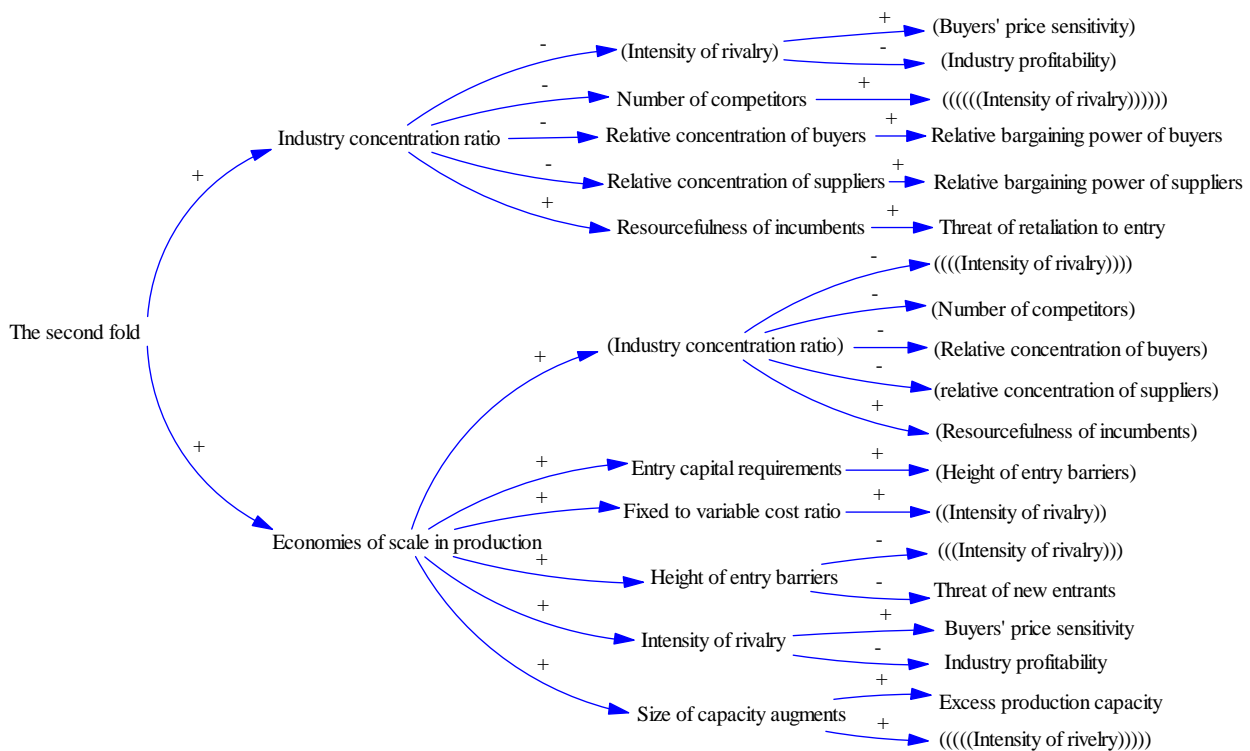 (Buyers' price sensitivity)
(Intensity of rivalry)
(Industry profitability)
Number of competitors
((((((Intensity of rivalry))))))
Industry concentration ratio
Relative concentration of buyers
Relative bargaining power of buyers
Relative concentration of suppliers
Relative bargaining power of suppliers
Resourcefulness of incumbents
Threat of retaliation to entry
The second fold
((((Intensity of rivalry))))
(Number of competitors)
(Industry concentration ratio)
(Relative concentration of buyers)
(relative concentration of suppliers)
(Resourcefulness of incumbents)
Entry capital requirements
(Height of entry barriers)
Fixed to variable cost ratio
((Intensity of rivalry))
Economies of scale in production
Height of entry barriers
(((Intensity of rivalry)))
Threat of new entrants
Intensity of rivalry
Buyers' price sensitivity
Industry profitability
Size of capacity augments
Excess production capacity
(((((Intensity of rivelry)))))
+
-
+
-
-
+
-
+
-
+
+
+
+
+
-
-
-
-
+
+
+
+
+
+
+
-
-
+
+
-
+
+
+